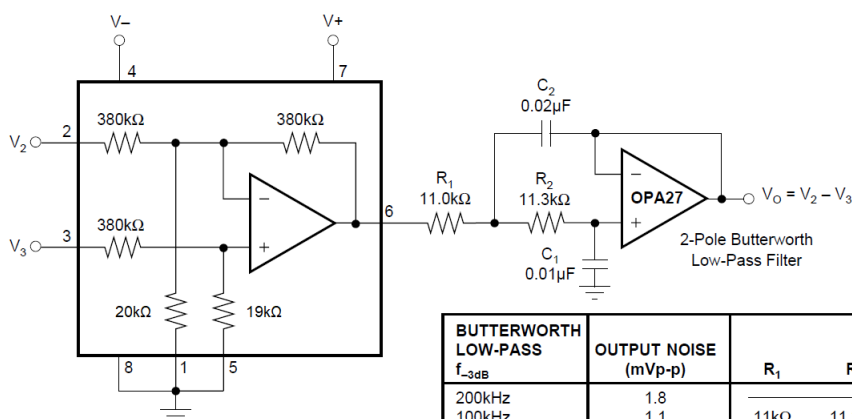 V–
V+
4
7
380kΩ
380kΩ
V2
2
C2
0.02µF
R1
11.0kΩ
R2
11.3kΩ
–
+
–
+
OPA27
6
VO = V2 – V3
380kΩ
V3
3
2-Pole Butterworth
Low-Pass Filter
C1
0.01µF
20kΩ
19kΩ
8
1
5
BUTTERWORTH
LOW-PASS
f–3dB
OUTPUT NOISE
(mVp-p)
R1
200kHz
1.8
100kHz
1.1
11kΩ
11